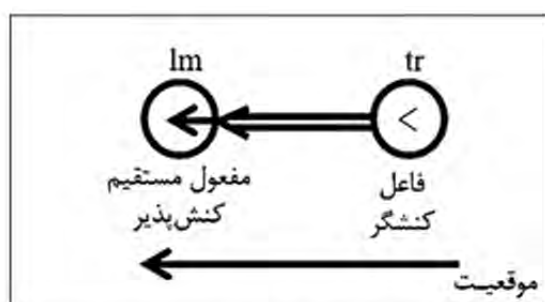 tr lm
<
فاعل مفعول مستقیم
کنشگر کنش‌پذیر
موقعیت